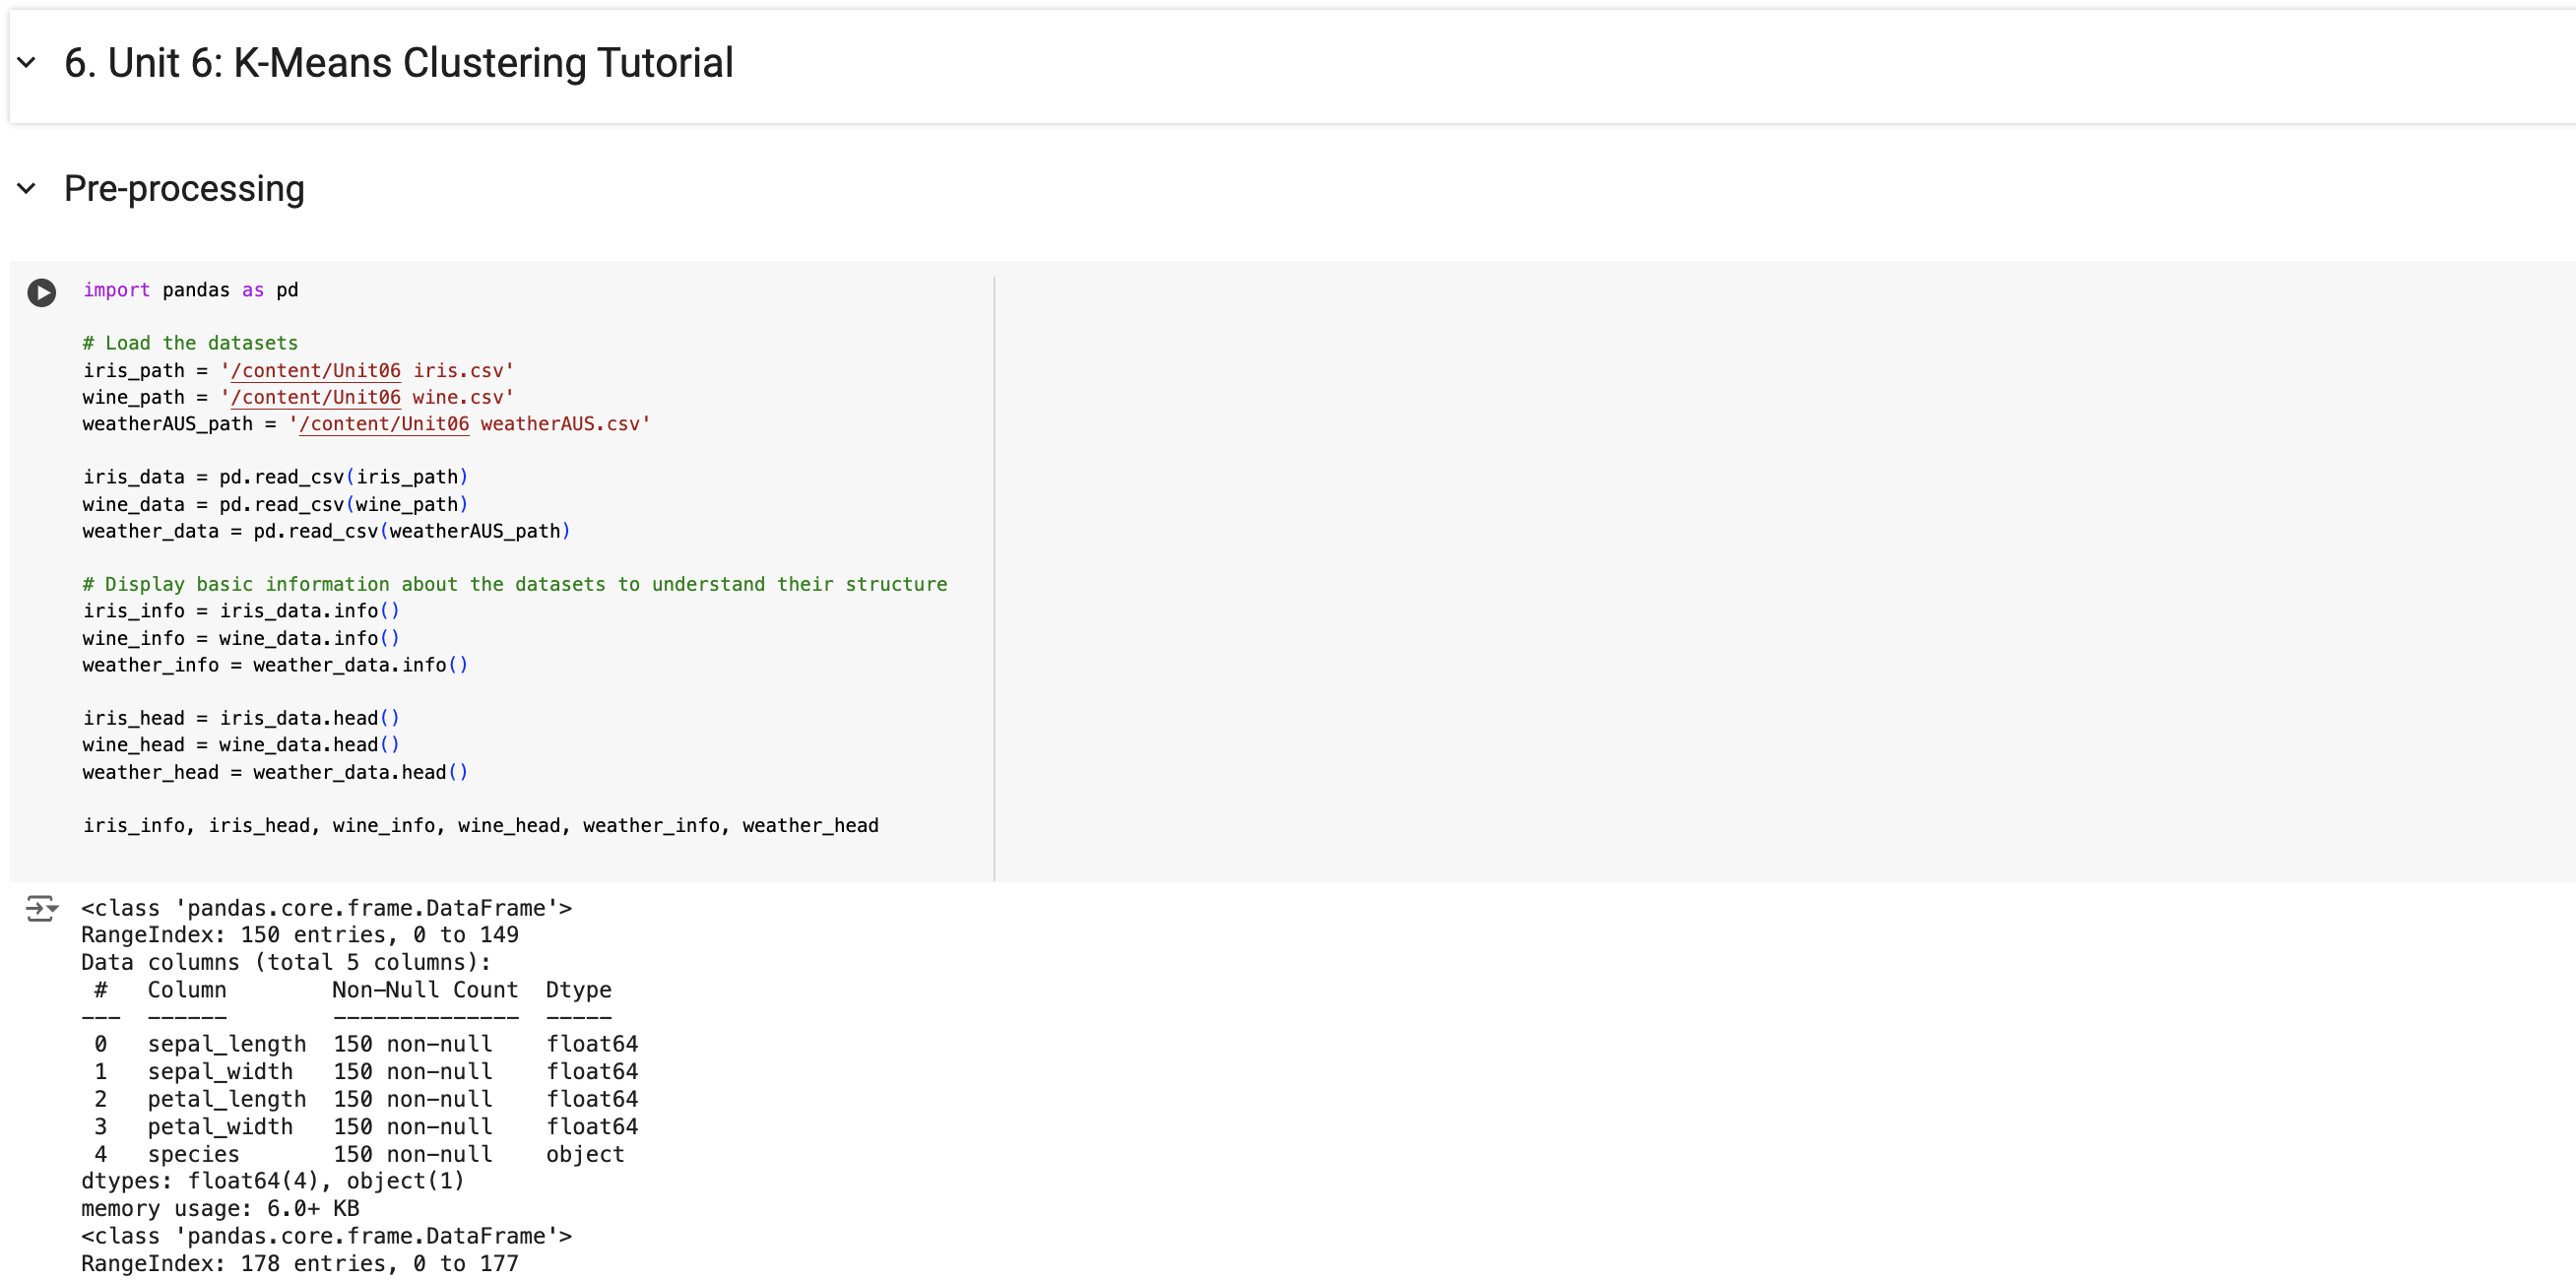 6. Unit 6: K-Means Clustering Tutorial
Pre-processing
import pandas as pd
# Load the datasets
iris_path = '/content/Unit06 iris.csv'
wine_path = '/content/Unit06 wine.csv'
weatherAUS_path = '/content/Unit06 weatherAUS.csv'
iris_data = pd.read_csv(iris_path)
wine_data = pd.read_csv(wine_path)
weather_data = pd.read_csv(weatherAUS_path)
# Display basic information about the datasets to understand their structure
iris_info = iris_data.info()
wine_info = wine_data.info()
weather_info = weather_data.info()
iris_head = iris_data.head()
wine_head = wine_data.head()
weather_head = weather_data.head()
iris_info, iris_head, wine_info, wine_head, weather_info, weather_head
<class 'pandas.core.frame.DataFrame'>
RangeIndex: 150 entries, 0 to 149
Data columns (total 5 columns):
 #   Column        Non-Null Count  Dtype
---  ------        --------------  -----
 0   sepal_length  150 non-null    float64
 1   sepal_width   150 non-null    float64
 2   petal_length  150 non-null    float64
 3   petal_width   150 non-null    float64
 4   species       150 non-null    object
dtypes: float64(4), object(1)
memory usage: 6.0+ KB
<class 'pandas.core.frame.DataFrame'>
RangeIndex: 178 entries, 0 to 177